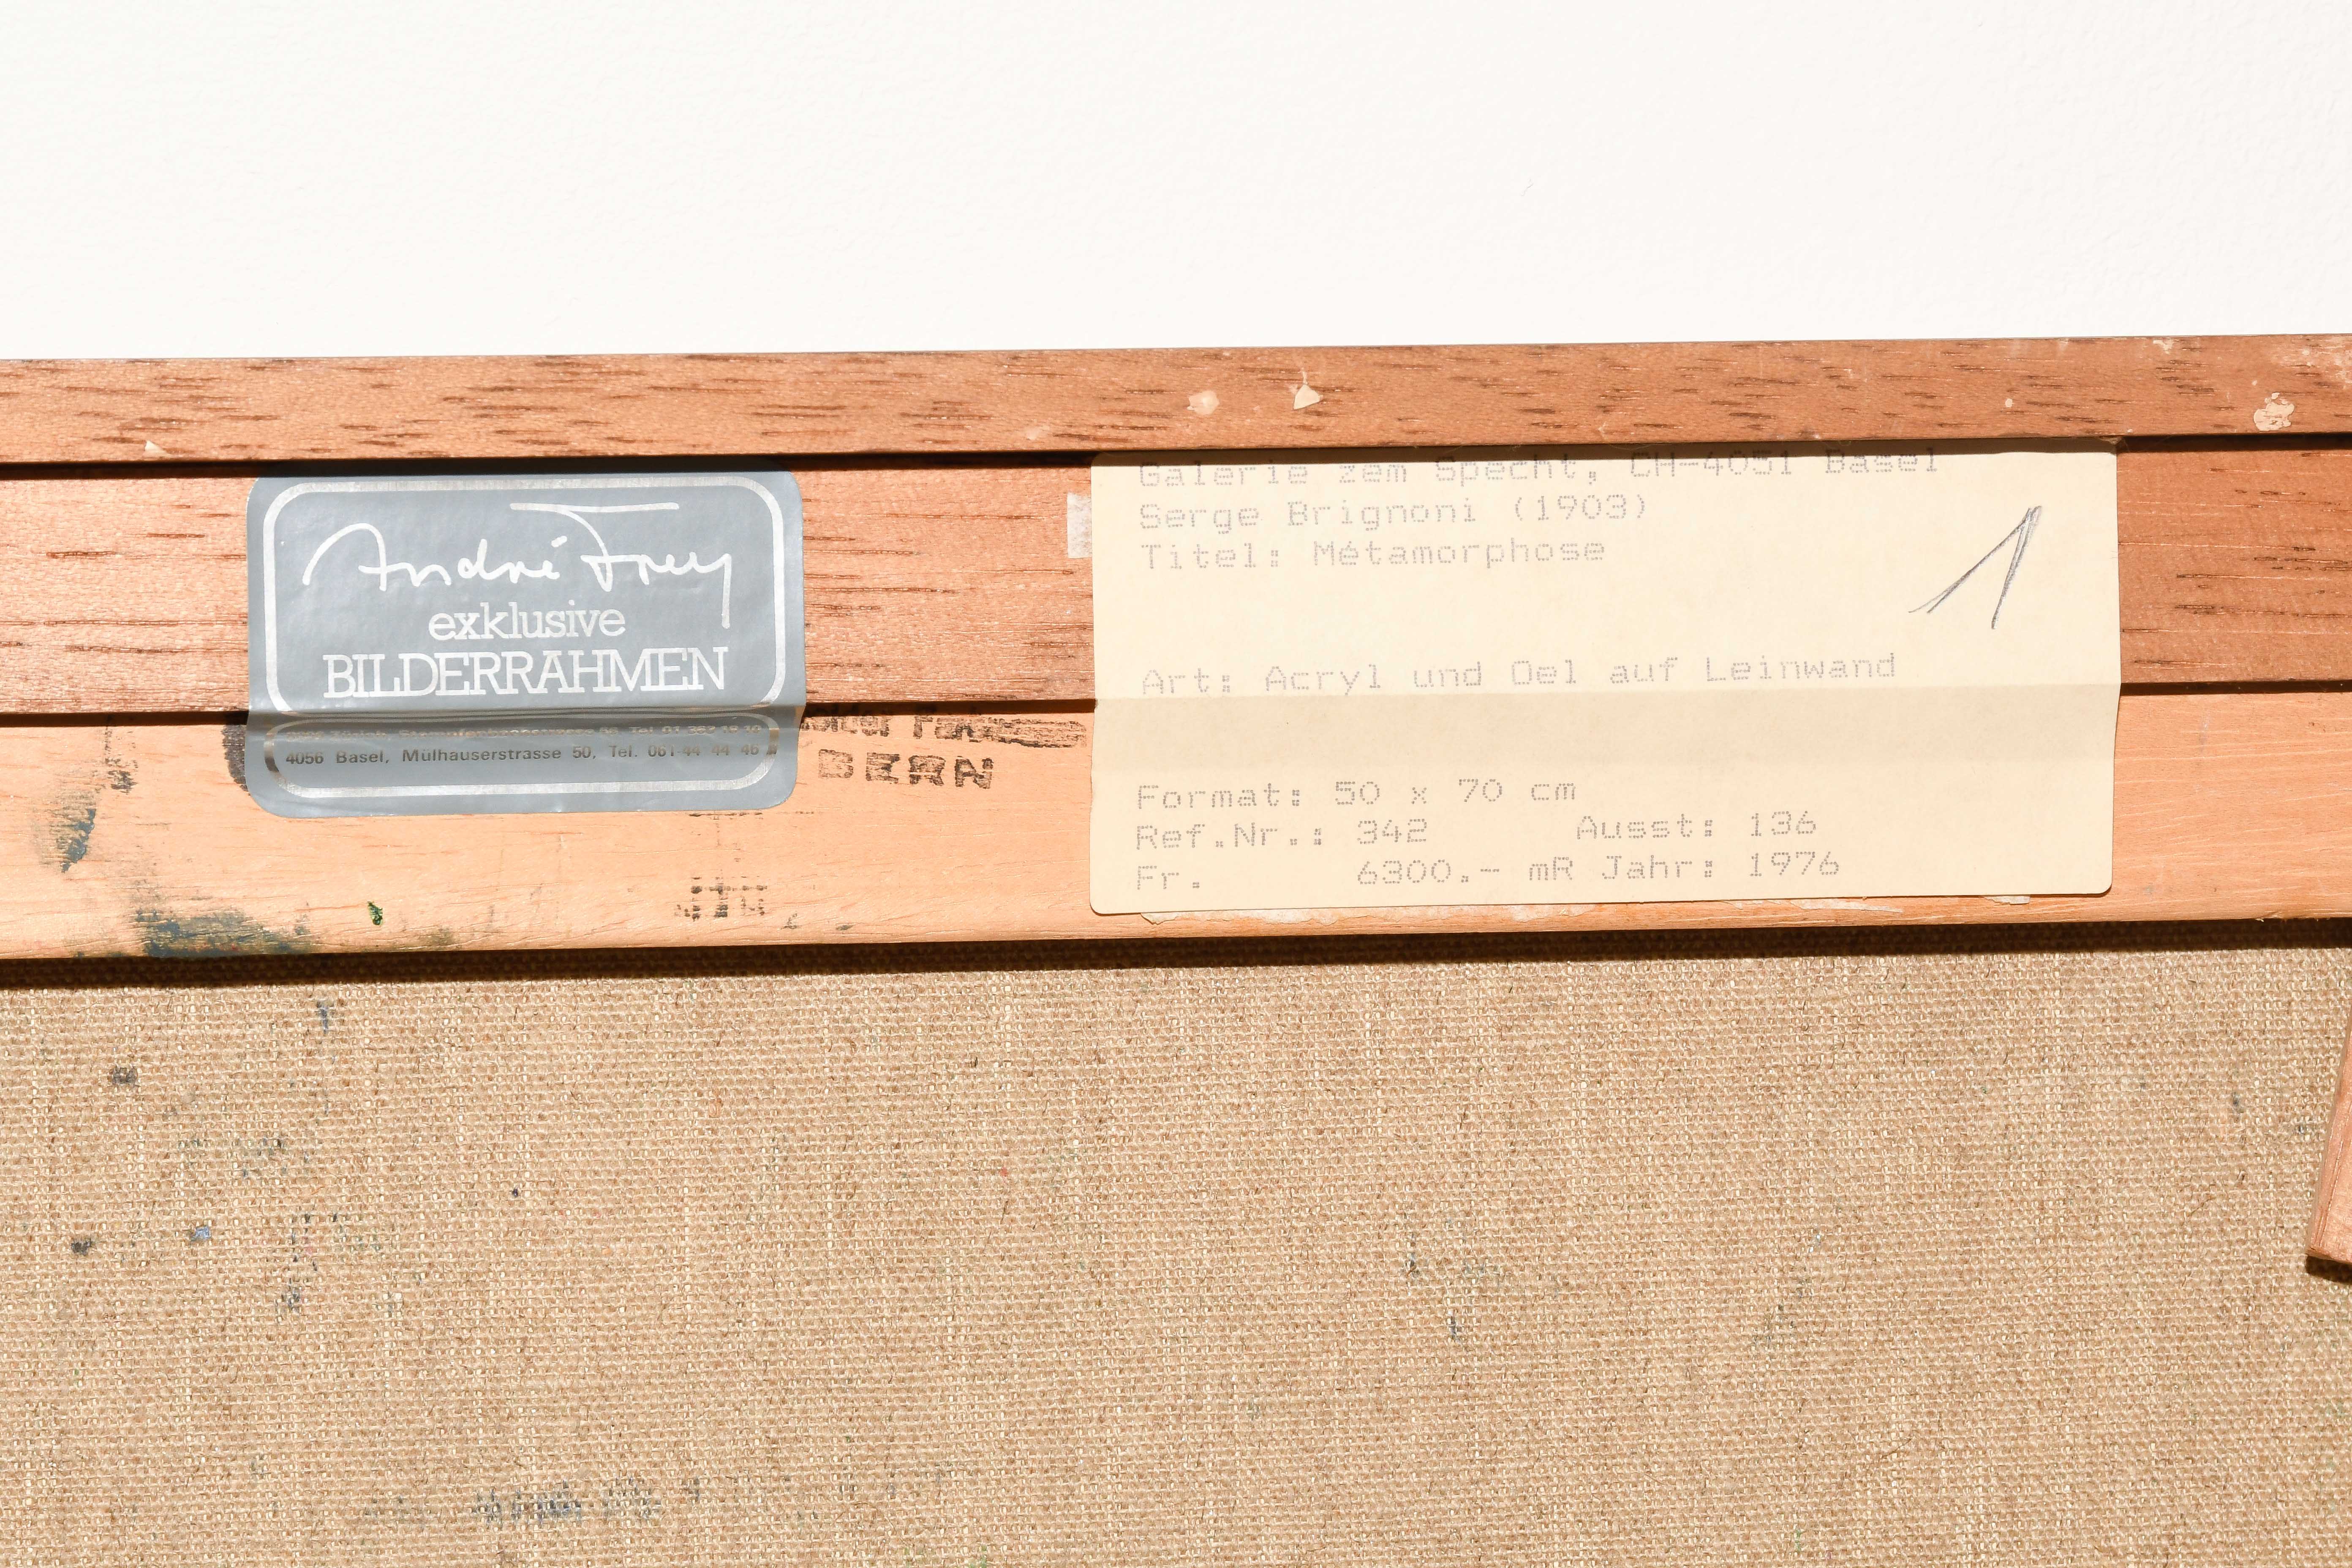 André Frey
exklusive
BILDERRAHMEN
4056 Basel, Mülhauserstrasse 50, Tel. 061-44 44 46
BERN
Galerie zem Specht, CH-4051 Basel
Serge Brignoni (1903)
Titel: Métamorphose
1
Art: Acryl und Oel auf Leinwand
Format: 50 x 70 cm
Ref.Nr.: 342 Ausst: 136
Fr. 6300.- mR Jahr: 1976